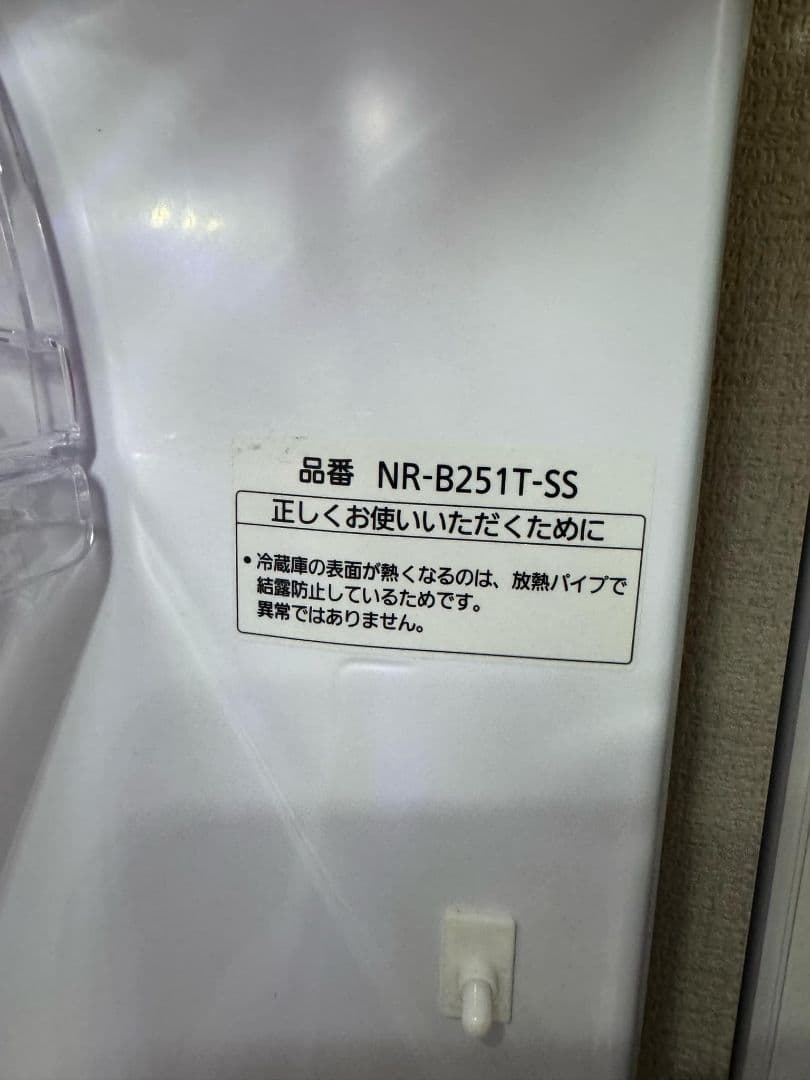 品番 NR-B251T-SS
正しくお使いいただくために
• 冷蔵庫の表面が熱くなるのは、放熱パイプで
結露防止しているためです。
異常ではありません。